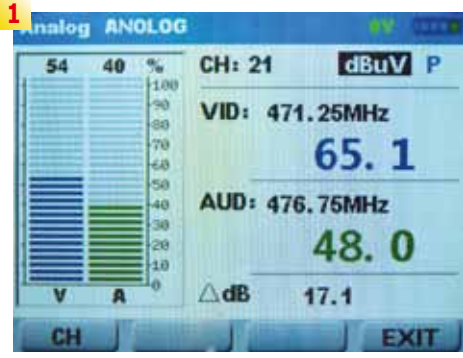 1
Analog ANOLOG 0V
54 40 % CH: 21 dBuV P
100
90
80
70
60
50
40
30
20
10
0
VID: 471.25MHz
65.1
AUD: 476.75MHz
48.0
V A
△dB 17.1
CH EXIT